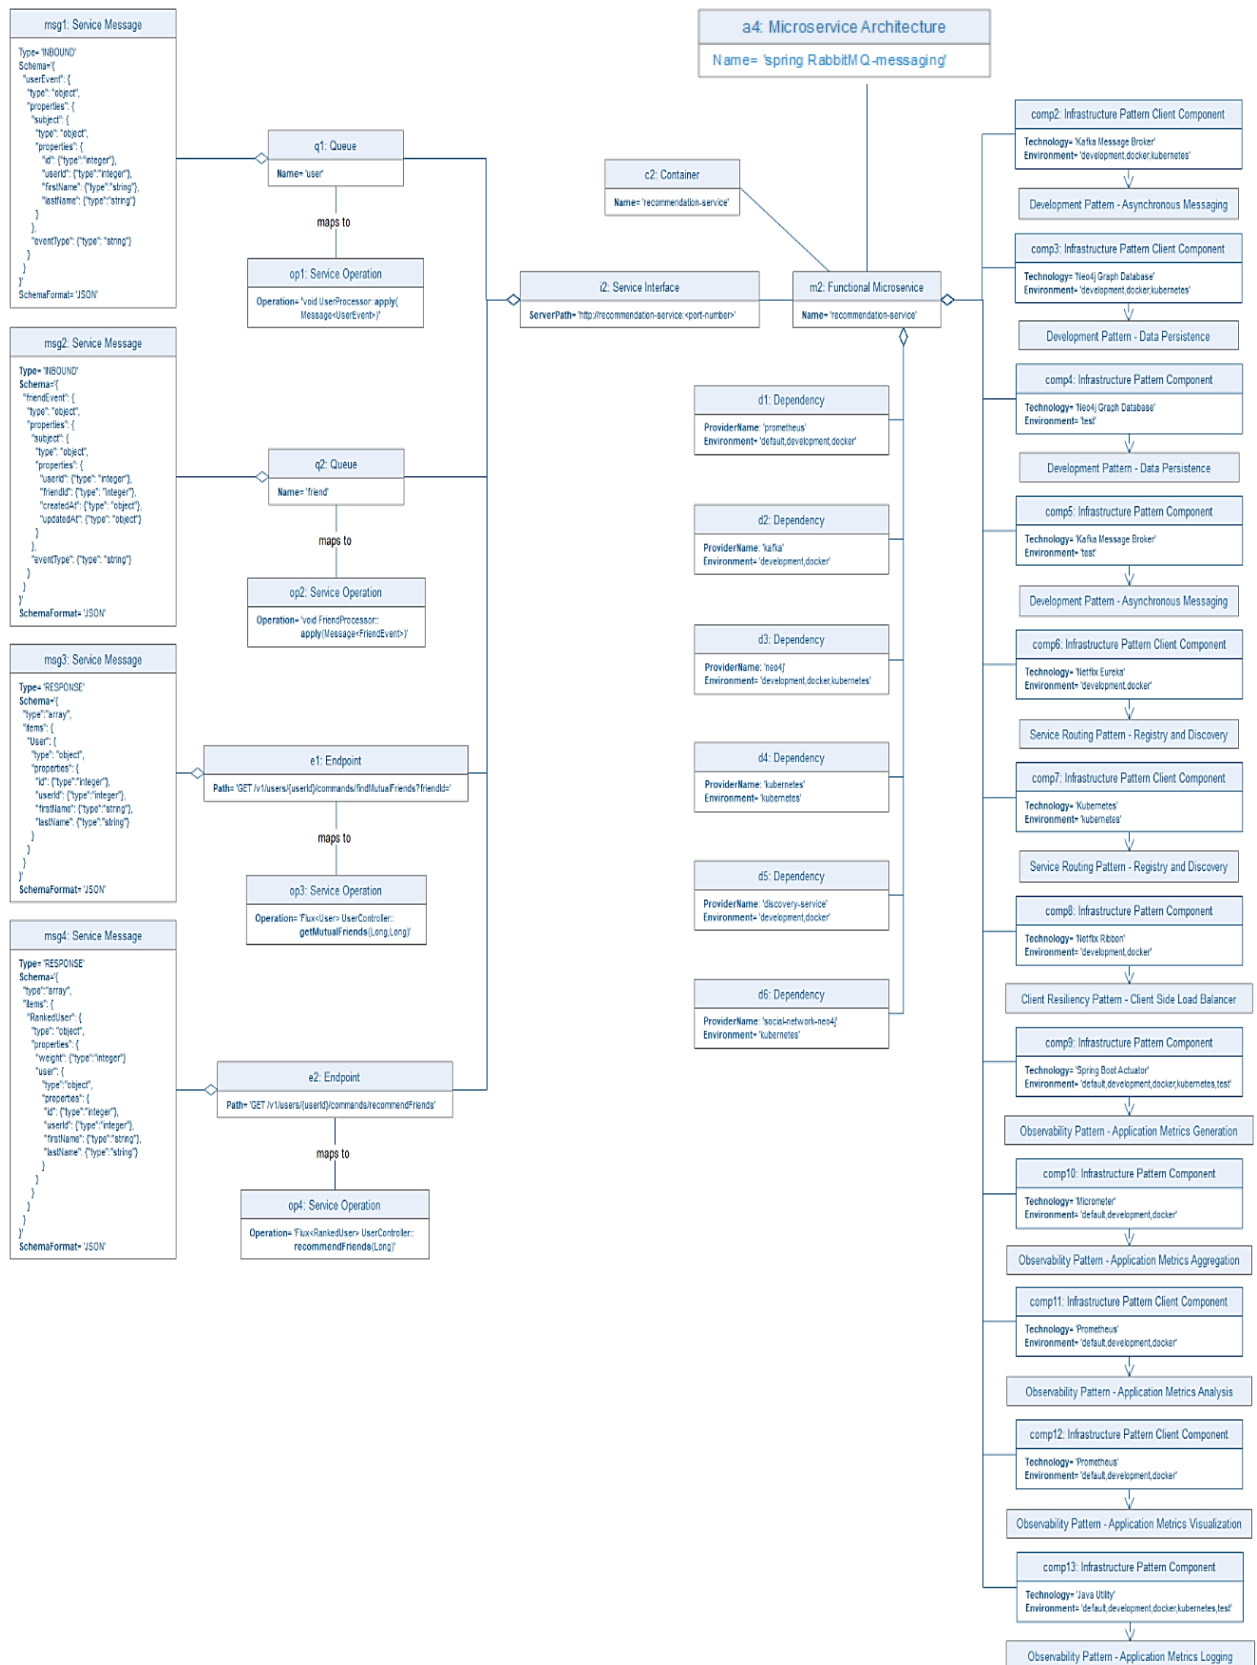 msg1: Service Message
Type= 'INBOUND'
Schema='{
"userEvent": {
"type": "object",
"properties": {
"subject": {
"type": "object",
"properties": {
"id": {"type":"integer"},
"userId": {"type":"integer"},
"firstName": {"type":"string"},
"lastName": {"type":"string"}
}
},
"eventType": {"type": "string"}
}
}
}'
SchemaFormat= 'JSON'
msg2: Service Message
Type= 'INBOUND'
Schema='{
"friendEvent": {
"type": "object",
"properties": {
"subject": {
"type": "object",
"properties": {
"userId": {"type": "integer"},
"friendId": {"type": "integer"},
"createdAt": {"type": "object"},
"updatedAt": {"type": "object"}
}
},
"eventType": {"type": "string"}
}
}
}'
SchemaFormat= 'JSON'
msg3: Service Message
Type= 'RESPONSE'
Schema='{
"type":"array",
"items": {
"User": {
"type": "object",
"properties": {
"id": {"type":"integer"},
"userId": {"type":"integer"},
"firstName": {"type":"string"},
"lastName": {"type":"string"}
}
}
}
}'
SchemaFormat= 'JSON'
msg4: Service Message
Type= 'RESPONSE'
Schema='{
"type":"array",
"items": {
"RankedUser": {
"type": "object",
"properties": {
"weight": {"type":"integer"}
"user": {
"type":"object",
"properties": {
"id": {"type":"integer"},
"userId": {"type":"integer"},
"firstName": {"type":"string"},
"lastName": {"type":"string"}
}
}
}
}
}
}'
SchemaFormat= 'JSON'
q1: Queue
Name= 'user'
maps to
op1: Service Operation
Operation= 'void UserProcessor::apply(
Message<UserEvent>)'
q2: Queue
Name= 'friend'
maps to
op2: Service Operation
Operation= 'void FriendProcessor::
apply(Message<FriendEvent>)'
e1: Endpoint
Path= 'GET /v1/users/{userId}/commands/findMutualFriends?friendId='
maps to
op3: Service Operation
Operation= 'Flux<User> UserController::
getMutualFriends(Long,Long)'
e2: Endpoint
Path= 'GET /v1/users/{userId}/commands/recommendFriends'
maps to
op4: Service Operation
Operation= 'Flux<RankedUser> UserController::
recommendFriends(Long)'
a4: Microservice Architecture
Name= 'spring RabbitMQ-messaging'
c2: Container
Name= 'recommendation-service'
i2: Service Interface
ServerPath= 'http://recommendation-service:<port-number>'
m2: Functional Microservice
Name= 'recommendation-service'
d1: Dependency
ProviderName: 'prometheus'
Environment= 'default,development,docker'
d2: Dependency
ProviderName: 'kafka'
Environment= 'development,docker'
d3: Dependency
ProviderName: 'neo4j'
Environment= 'development,docker,kubernetes'
d4: Dependency
ProviderName: 'kubernetes'
Environment= 'kubernetes'
d5: Dependency
ProviderName: 'discovery-service'
Environment= 'development,docker'
d6: Dependency
ProviderName: 'social-network-neo4j'
Environment= 'kubernetes'
comp2: Infrastructure Pattern Client Component
Technology= 'Kafka Message Broker'
Environment= 'development,docker,kubernetes'
Development Pattern - Asynchronous Messaging
comp3: Infrastructure Pattern Client Component
Technology= 'Neo4j Graph Database'
Environment= 'development,docker,kubernetes'
Development Pattern - Data Persistence
comp4: Infrastructure Pattern Component
Technology= 'Neo4j Graph Database'
Environment= 'test'
Development Pattern - Data Persistence
comp5: Infrastructure Pattern Component
Technology= 'Kafka Message Broker'
Environment= 'test'
Development Pattern - Asynchronous Messaging
comp6: Infrastructure Pattern Client Component
Technology= 'Netflix Eureka'
Environment= 'development,docker'
Service Routing Pattern - Registry and Discovery
comp7: Infrastructure Pattern Client Component
Technology= 'Kubernetes'
Environment= 'kubernetes'
Service Routing Pattern - Registry and Discovery
comp8: Infrastructure Pattern Component
Technology= 'Netflix Ribbon'
Environment= 'development,docker'
Client Resiliency Pattern - Client Side Load Balancer
comp9: Infrastructure Pattern Component
Technology= 'Spring Boot Actuator'
Environment= 'default,development,docker,kubernetes,test'
Observability Pattern - Application Metrics Generation
comp10: Infrastructure Pattern Component
Technology= 'Micrometer'
Environment= 'default,development,docker'
Observability Pattern - Application Metrics Aggregation
comp11: Infrastructure Pattern Client Component
Technology= 'Prometheus'
Environment= 'default,development,docker'
Observability Pattern - Application Metrics Analysis
comp12: Infrastructure Pattern Client Component
Technology= 'Prometheus'
Environment= 'default,development,docker'
Observability Pattern - Application Metrics Visualization
comp13: Infrastructure Pattern Component
Technology= 'Java Utility'
Environment= 'default,development,docker,kubernetes,test'
Observability Pattern - Application Metrics Logging